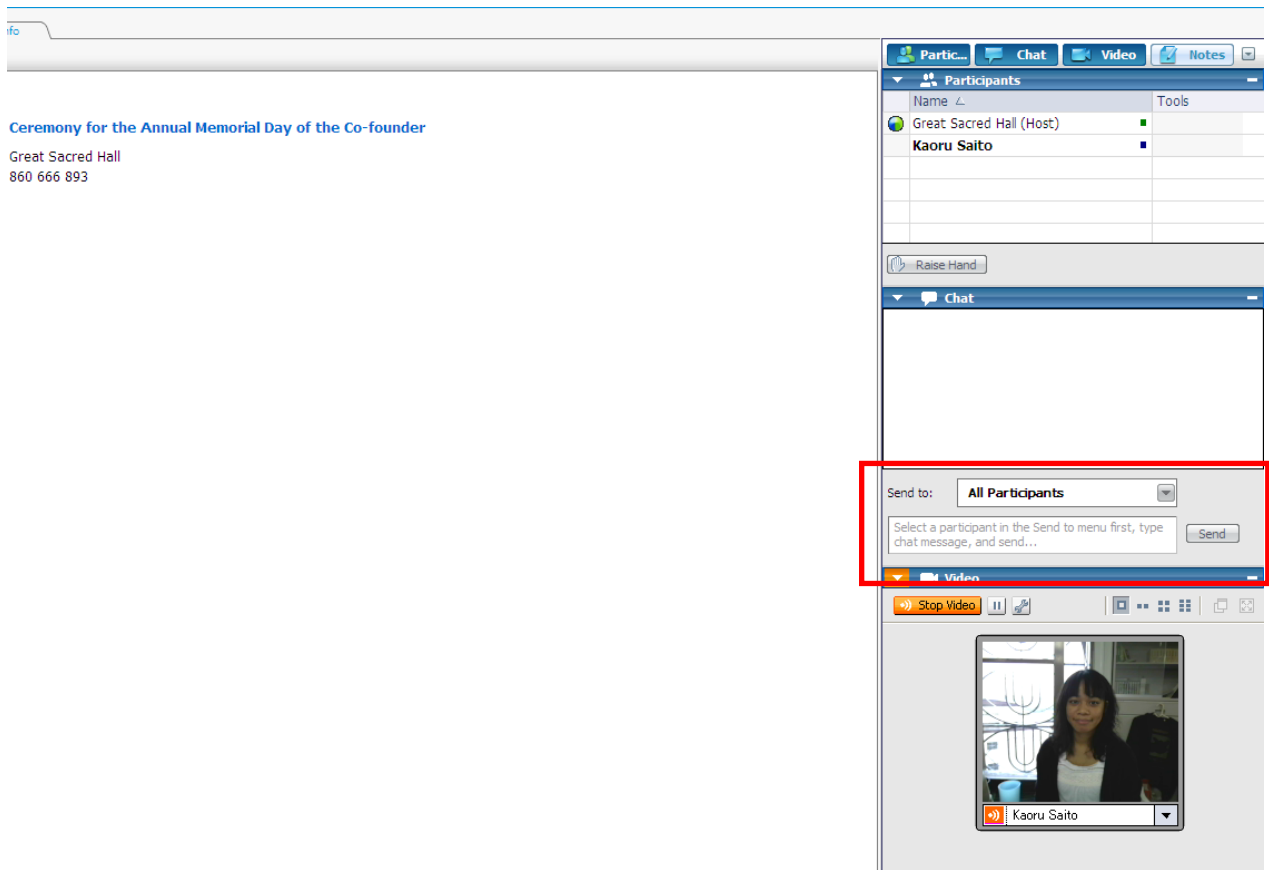 nfo
Partic...
Chat
Video
Notes
Participants
Name
Tools
Ceremony for the Annual Memorial Day of the Co-founder
Great Sacred Hall (Host)
Kaoru Saito
Great Sacred Hall
860 666 893
Raise Hand
Chat
Send to:
All Participants
Select a participant in the Send to menu first, type
chat message, and send...
Send
Video
Stop Video
Kaoru Saito